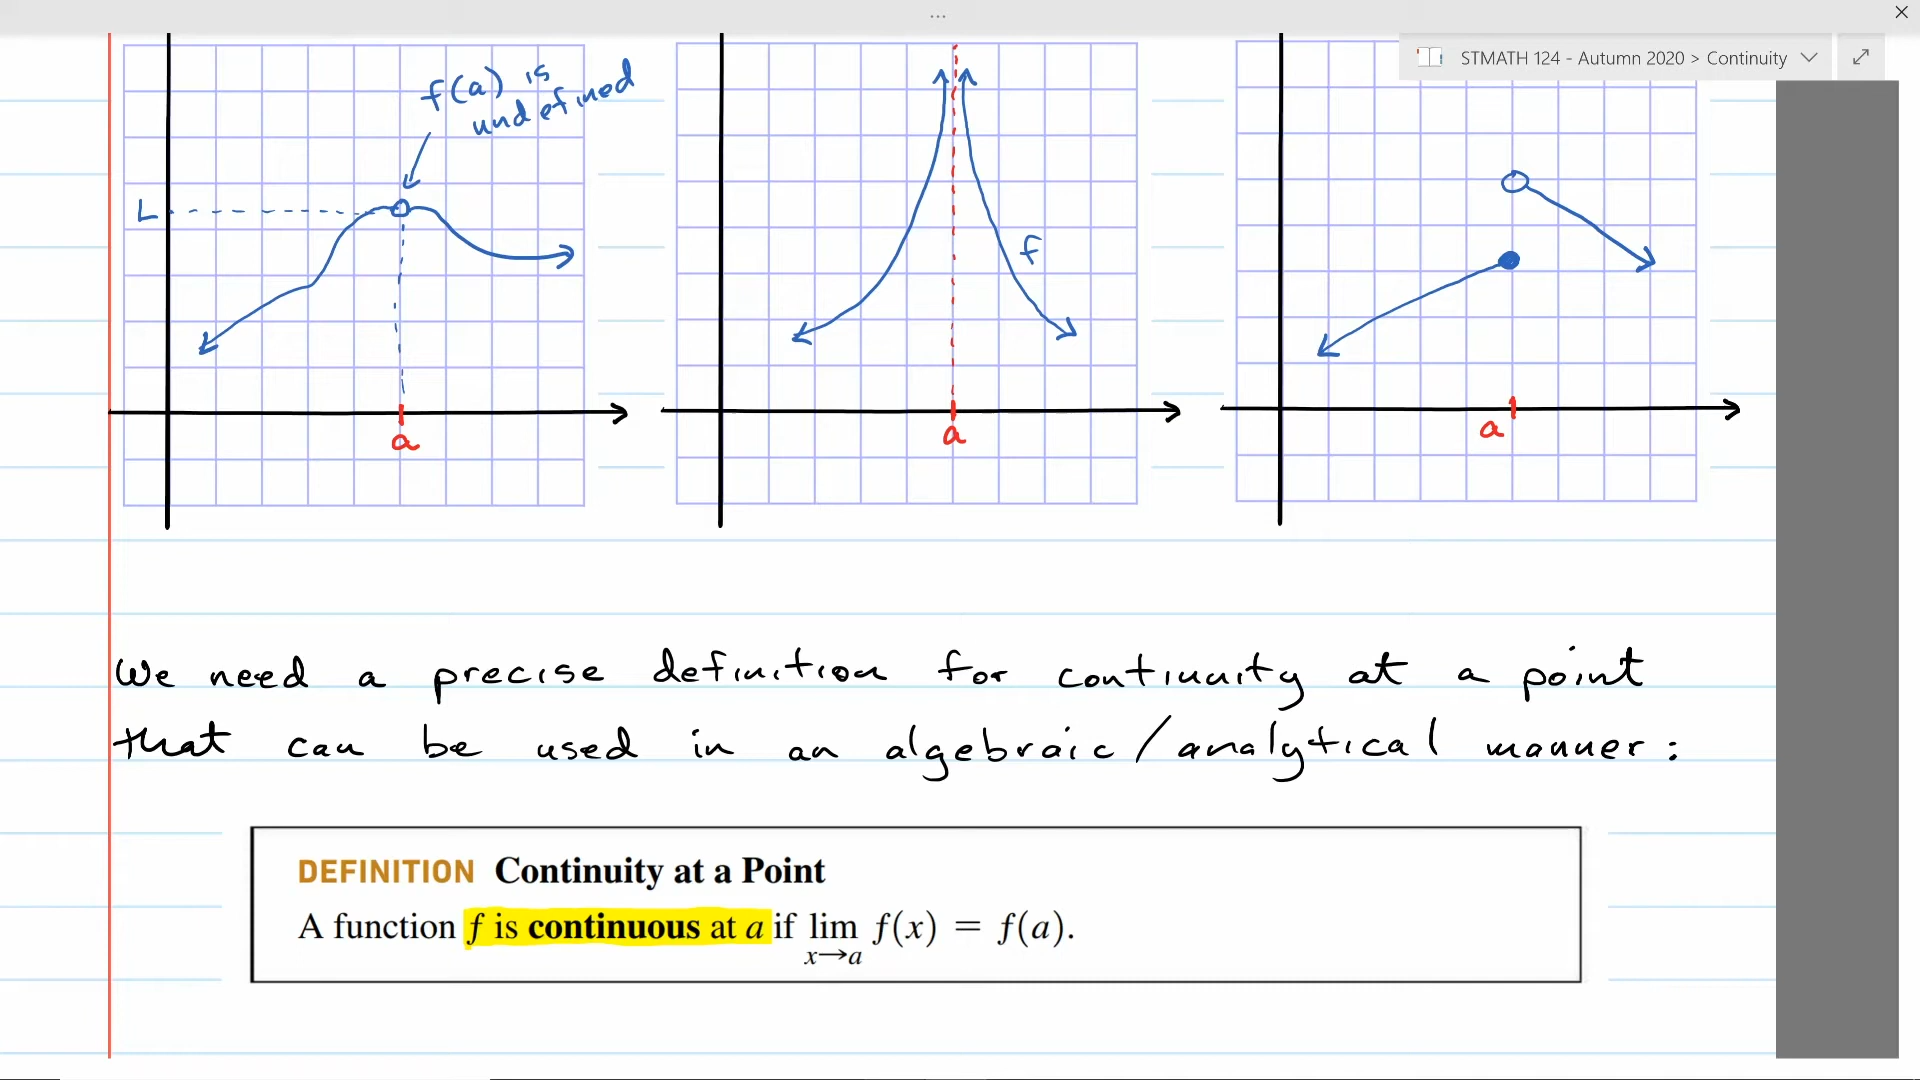 ...
STMATH 124 - Autumn 2020 > Continuity
f(a) is
undefined
L
f
a
a
a
We need a precise definition for continuity at a point
that can be used in an algebraic/analytical manner:
DEFINITION Continuity at a Point
A function f is continuous at a if lim f(x) = f(a).
x→a